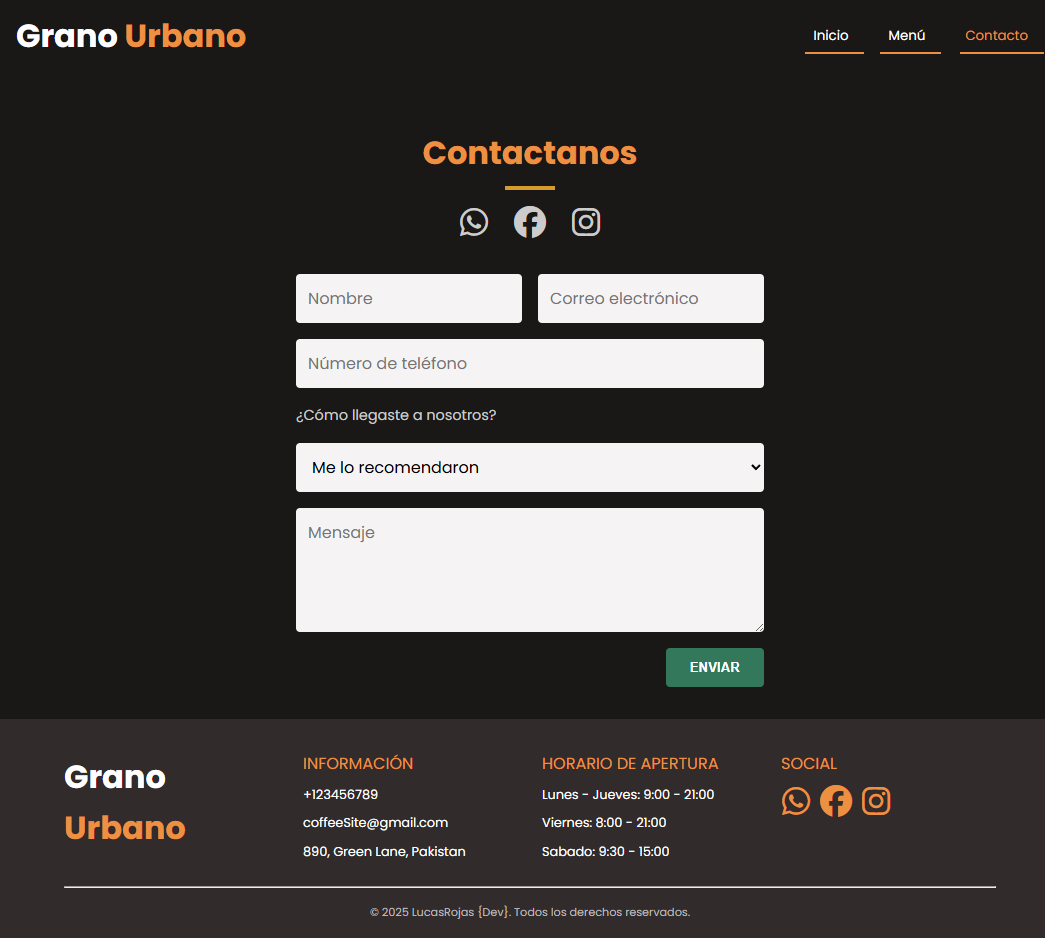 Grano Urbano
Inicio
Menú
Contacto
Contactanos
Nombre
Correo electrónico
Número de teléfono
¿Cómo llegaste a nosotros?
Me lo recomendaron
Mensaje
ENVIAR
Grano
Urbano
INFORMACIÓN
+123456789
coffeeSite@gmail.com
890, Green Lane, Pakistan
HORARIO DE APERTURA
Lunes - Jueves: 9:00 - 21:00
Viernes: 8:00 - 21:00
Sabado: 9:30 - 15:00
SOCIAL
© 2025 LucasRojas {Dev}. Todos los derechos reservados.